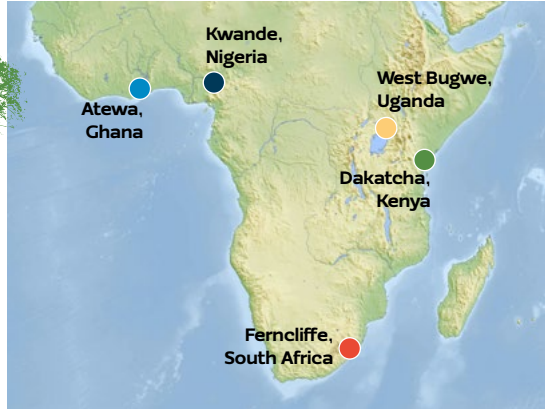 Kwande,
Nigeria
West Bugwe,
Uganda
Atewa,
Ghana
Dakatcha,
Kenya
Ferncliffe,
South Africa